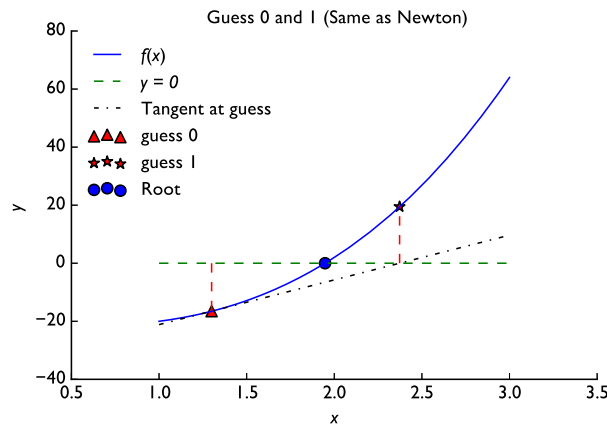 Guess 0 and 1 (Same as Newton)
80
60
40
20
0
−20
−40
y
f(x)
y = 0
Tangent at guess
guess 0
guess 1
Root
0.5 1.0 1.5 2.0 2.5 3.0 3.5
x